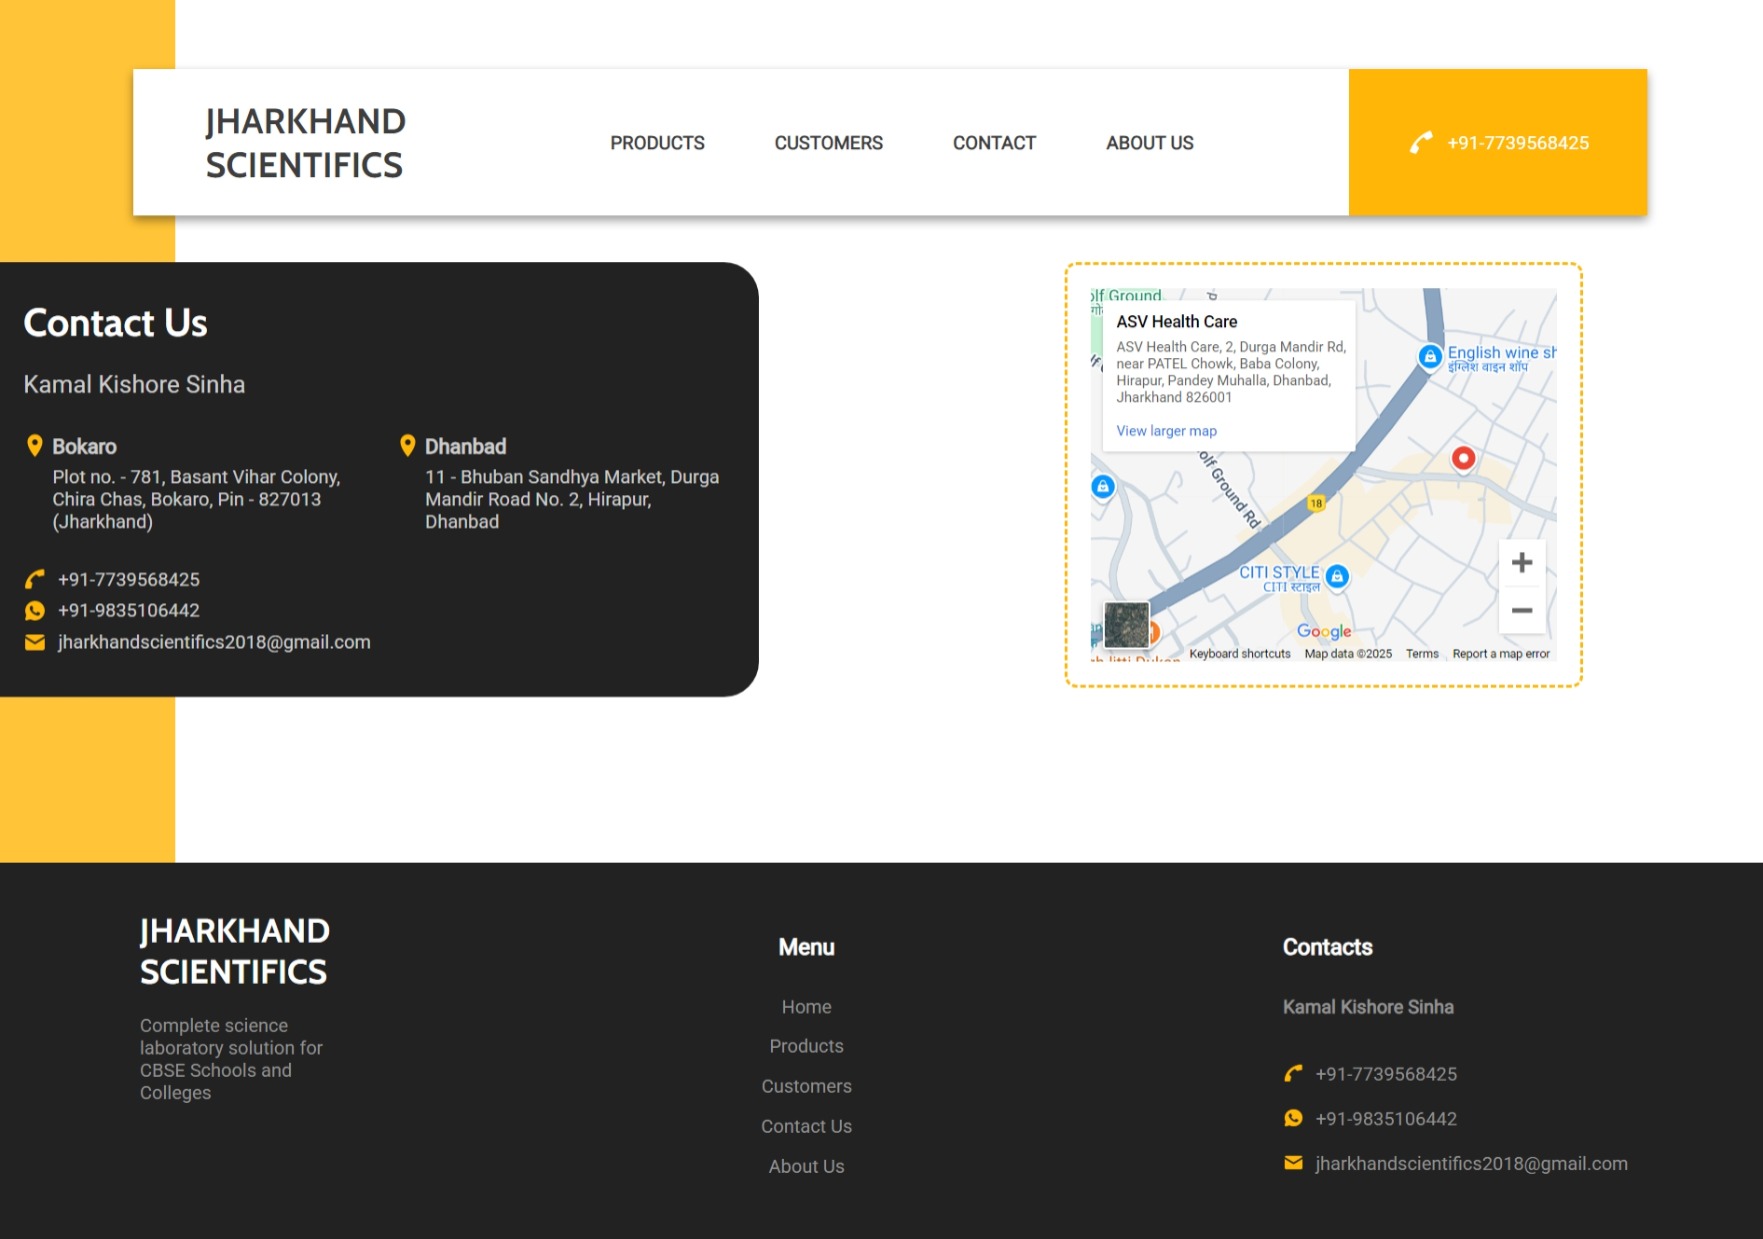 JHARKHAND
SCIENTIFICS
PRODUCTS
CUSTOMERS
CONTACT
ABOUT US
+91-7739568425
Contact Us
Kamal Kishore Sinha
Bokaro
Plot no. - 781, Basant Vihar Colony,
Chira Chas, Bokaro, Pin - 827013
(Jharkhand)
Dhanbad
11 - Bhuban Sandhya Market, Durga
Mandir Road No. 2, Hirapur,
Dhanbad
+91-7739568425
+91-9835106442
jharkhandscientifics2018@gmail.com
olf Ground
ASV Health Care
ASV Health Care, 2, Durga Mandir Rd,
near PATEL Chowk, Baba Colony,
Hirapur, Pandey Muhalla, Dhanbad,
Jharkhand 826001
View larger map
English wine sh
इंग्लिश वाइन शॉप
olf Ground Rd
18
CITI STYLE
CITI स्टाइल
Google
Keyboard shortcuts
Map data ©2025
Terms
Report a map error
JHARKHAND
SCIENTIFICS
Complete science
laboratory solution for
CBSE Schools and
Colleges
Menu
Home
Products
Customers
Contact Us
About Us
Contacts
Kamal Kishore Sinha
+91-7739568425
+91-9835106442
jharkhandscientifics2018@gmail.com